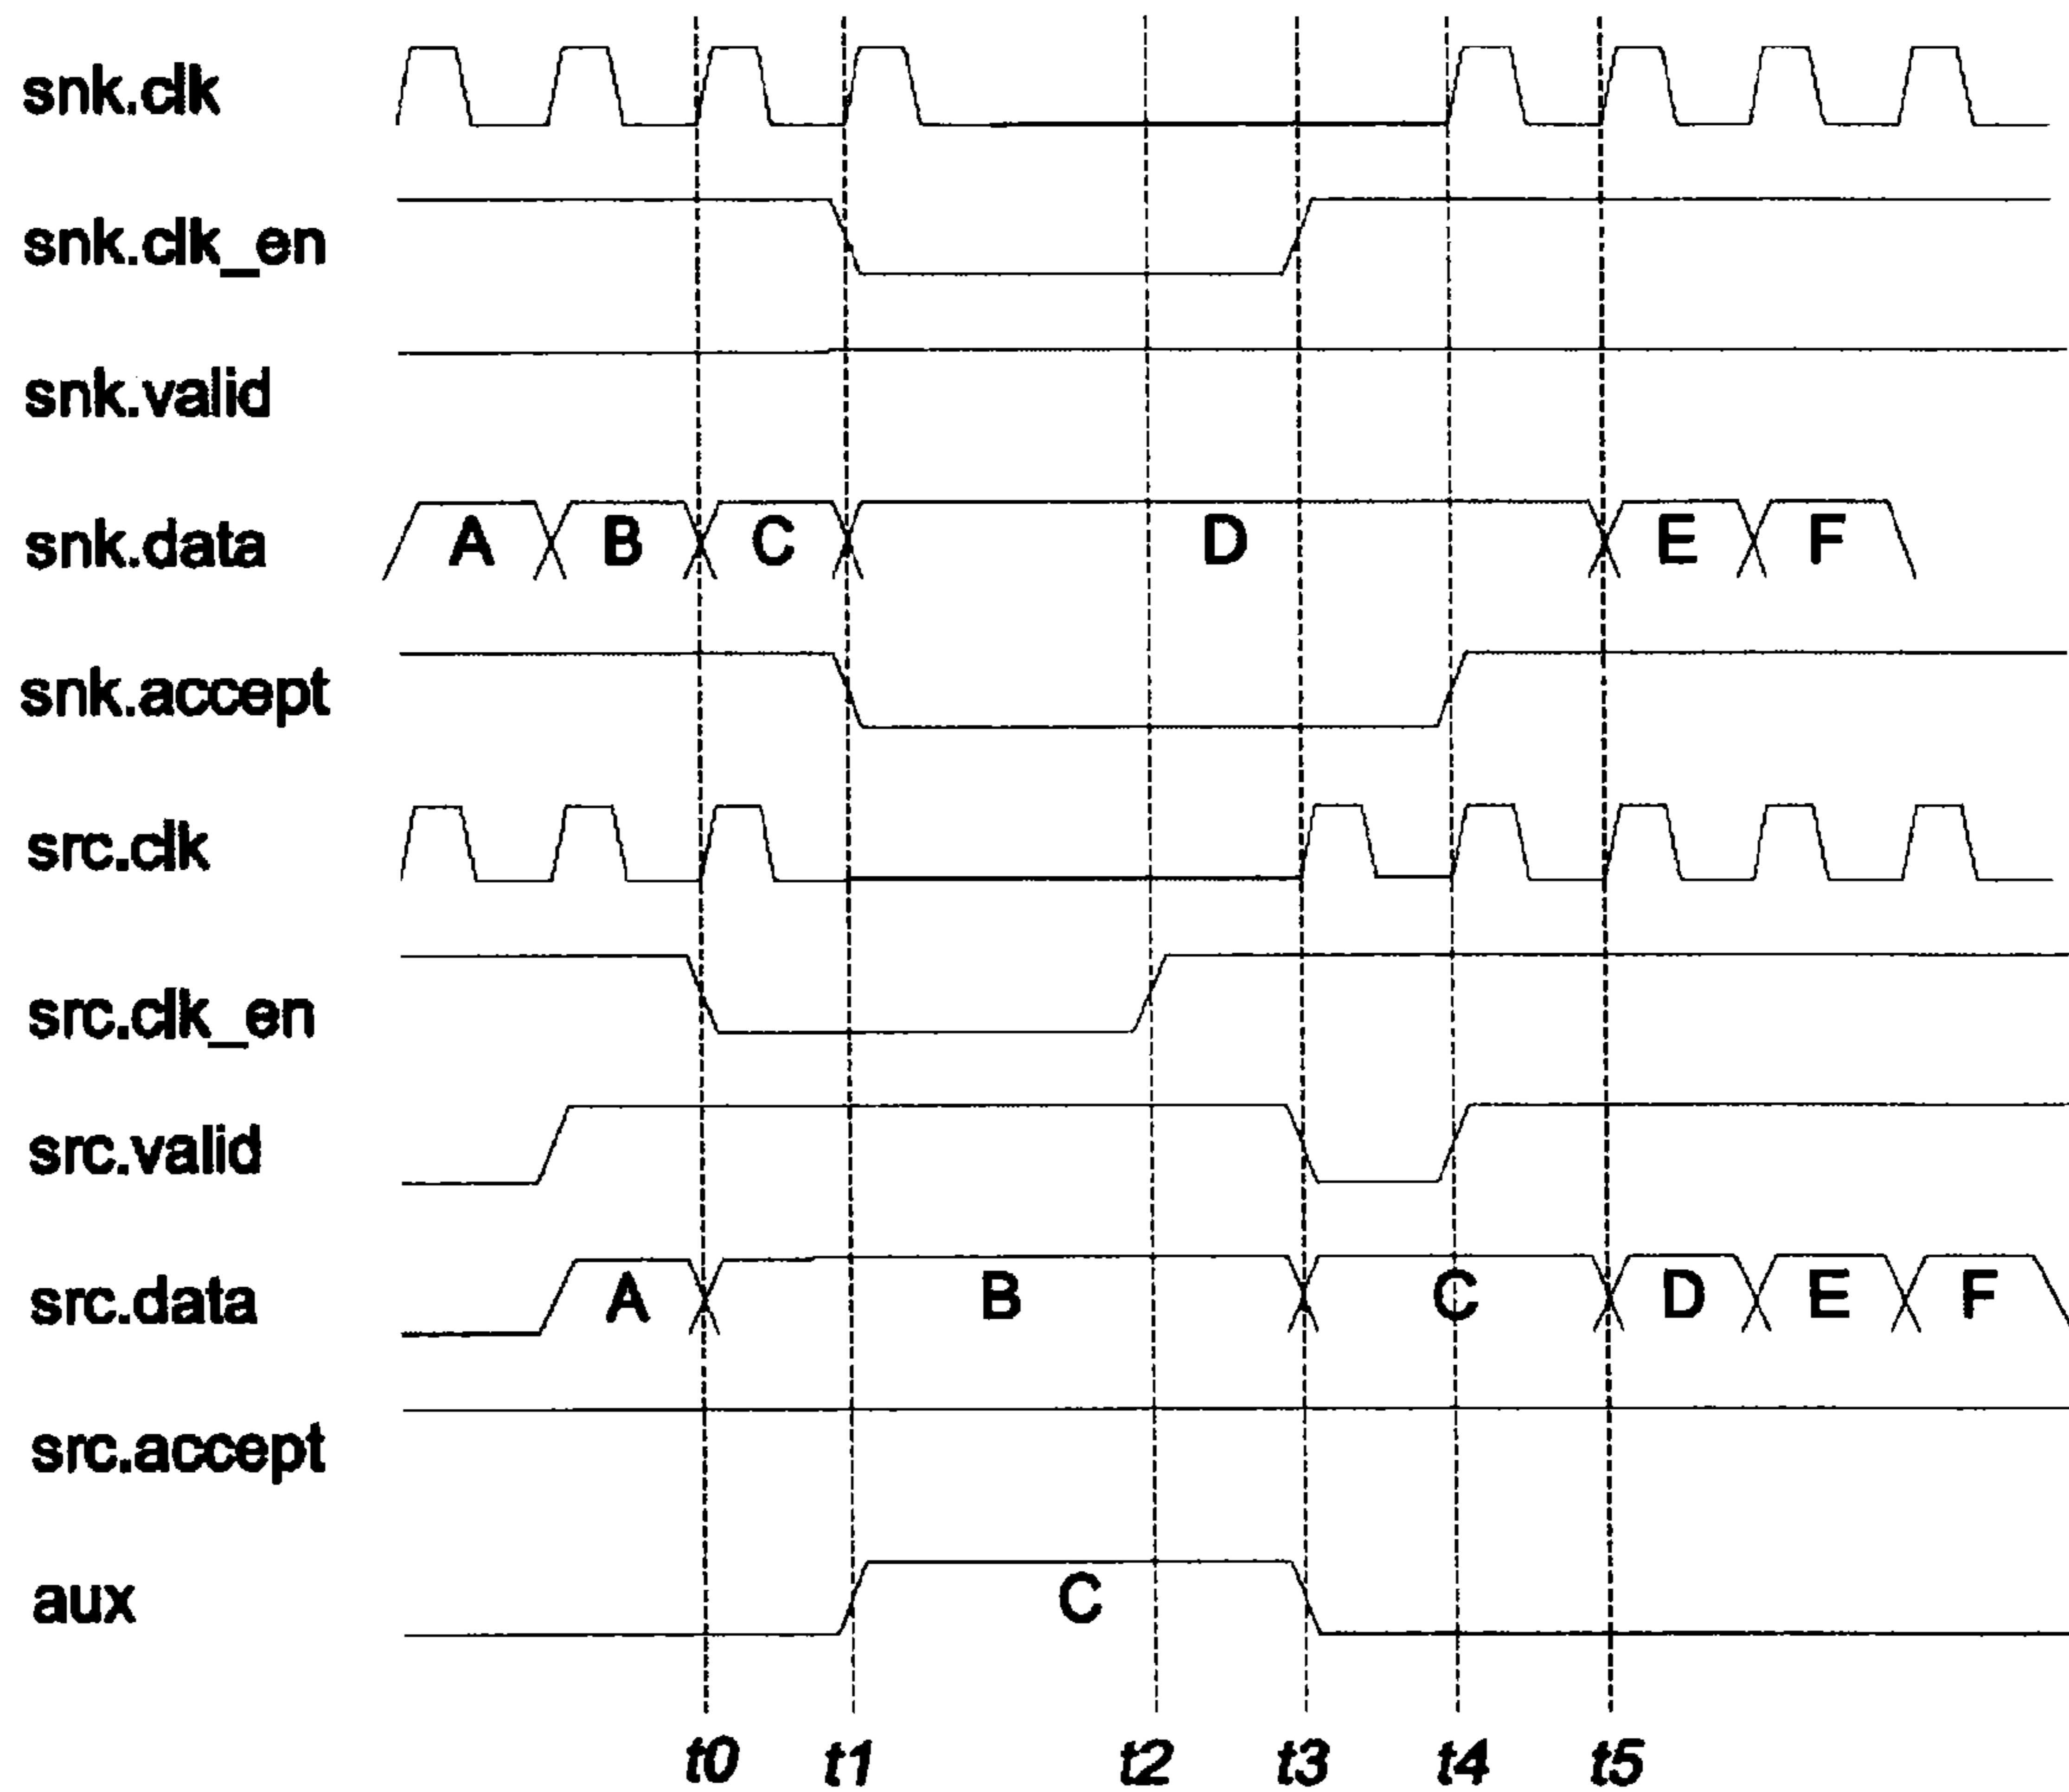 snk.clk
snk.clk_en
snk.valid
snk.data A B C D E F
snk.accept
src.clk
src.clk_en
src.valid
src.data A B C D E F
src.accept
aux C
t0 t1 t2 t3 t4 t5